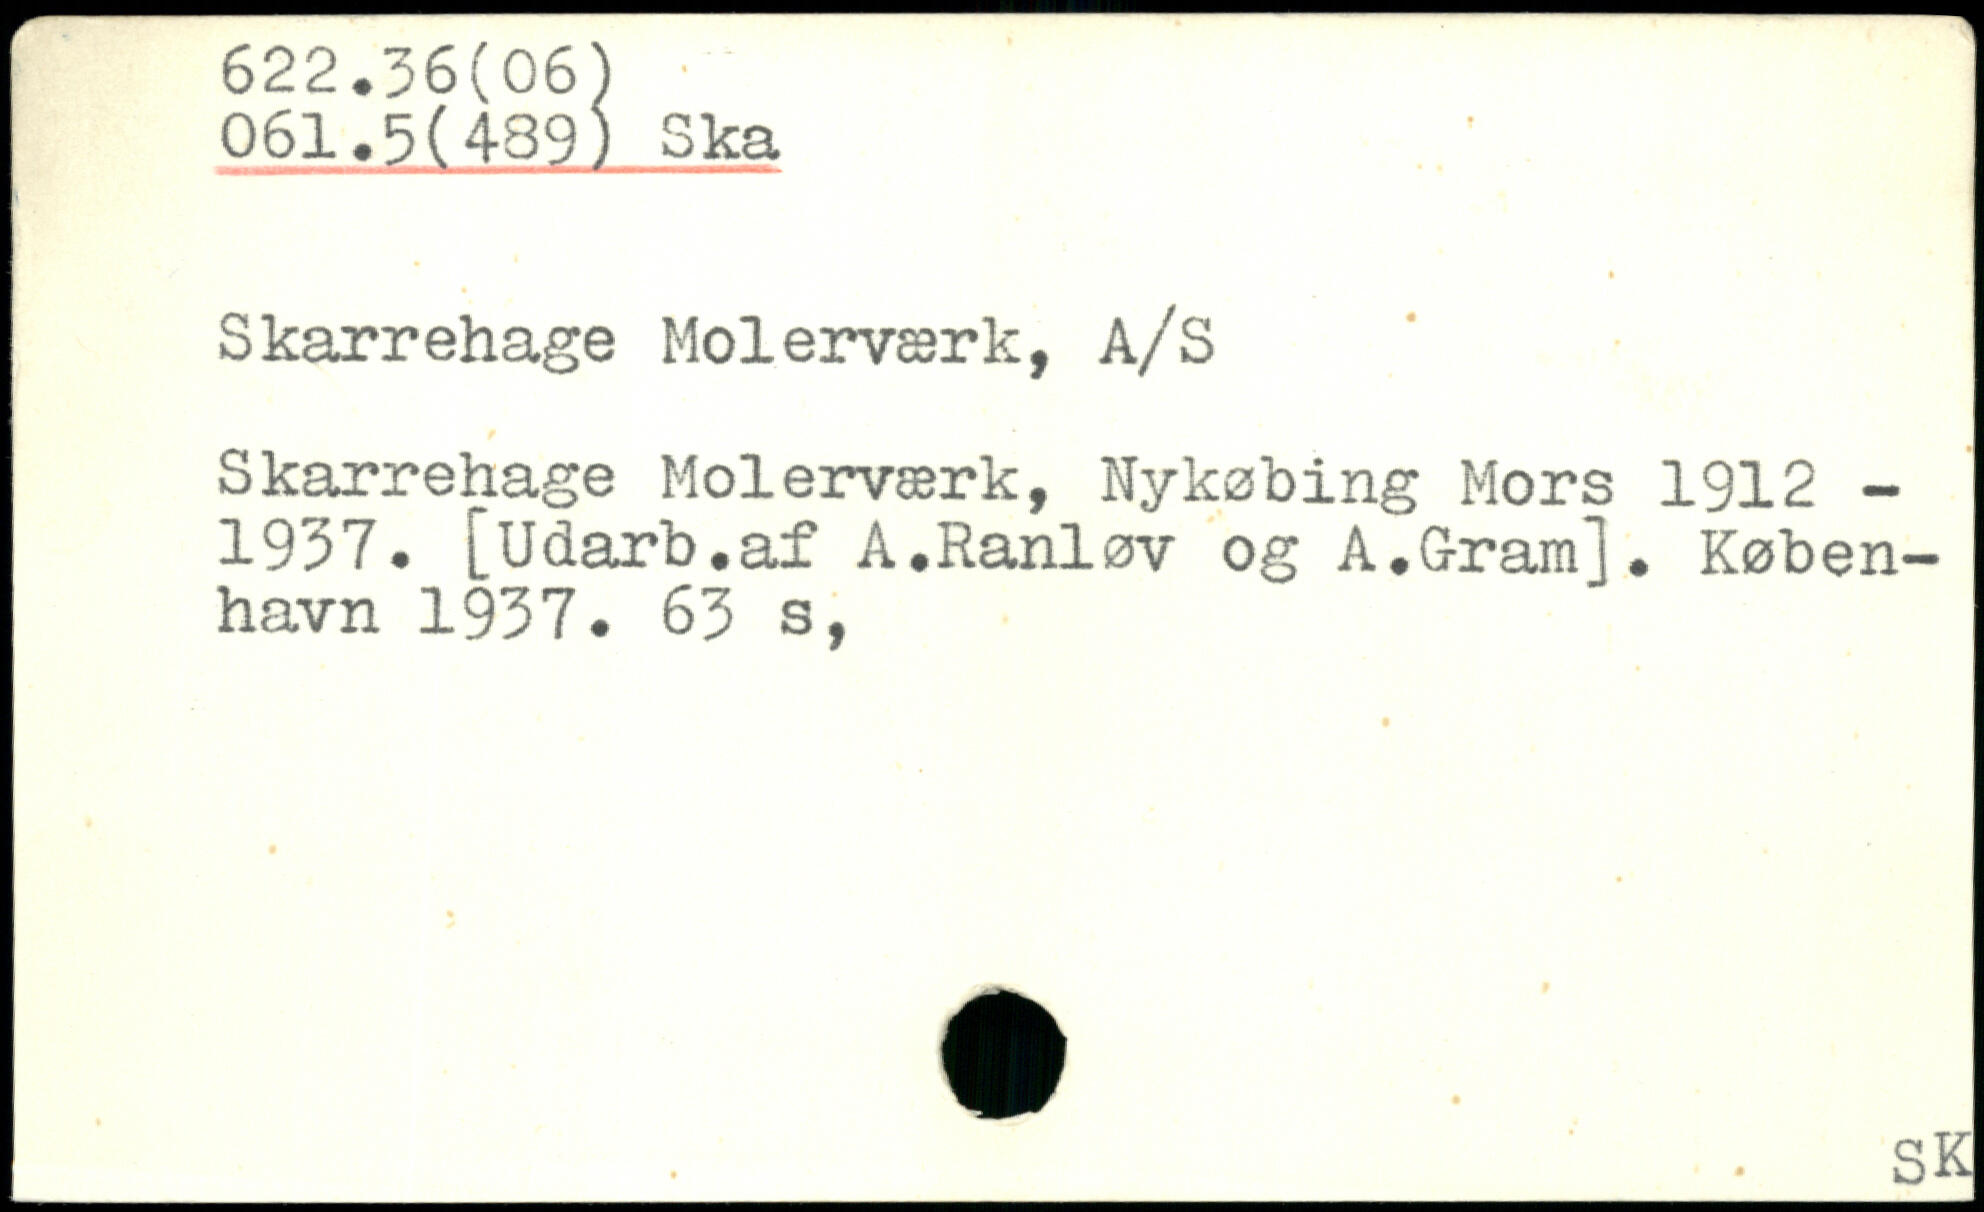 622.36(06)
061.5(489) Ska
Skarrehage Molerværk, A/S
Skarrehage Molerværk, Nykøbing Mors 1912 -
1937. [Udarb.af A.Ranløv og A.Gram]. Køben-
havn 1937. 63 s,
SK